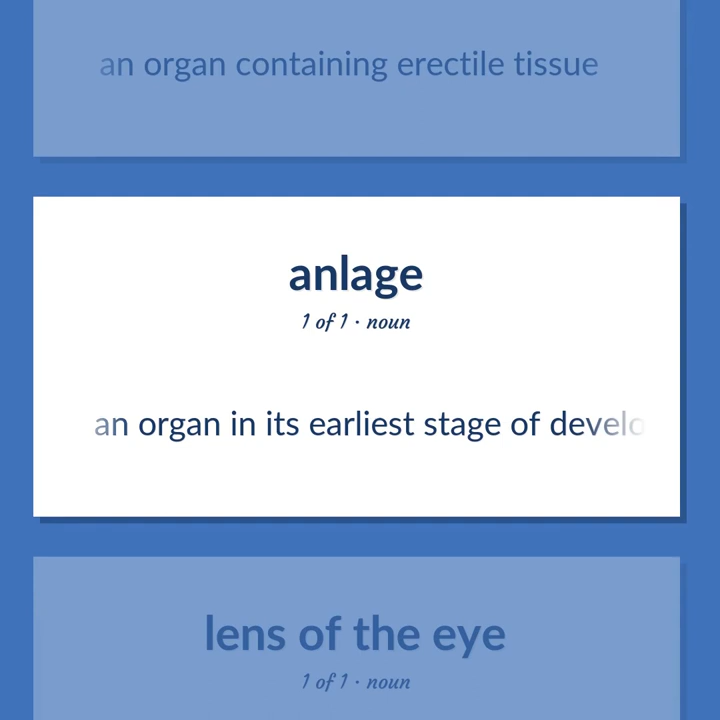 an organ containing erectile tissue
anlage
1 of 1 · noun
an organ in its earliest stage of
lens of the eye
1 of 1 · noun